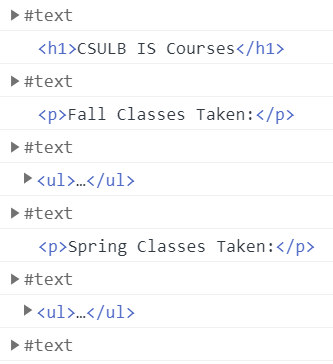 #text
<h1>CSULB IS Courses</h1>
#text
<p>Fall Classes Taken:</p>
#text
<ul>…</ul>
#text
<p>Spring Classes Taken:</p>
#text
<ul>…</ul>
#text